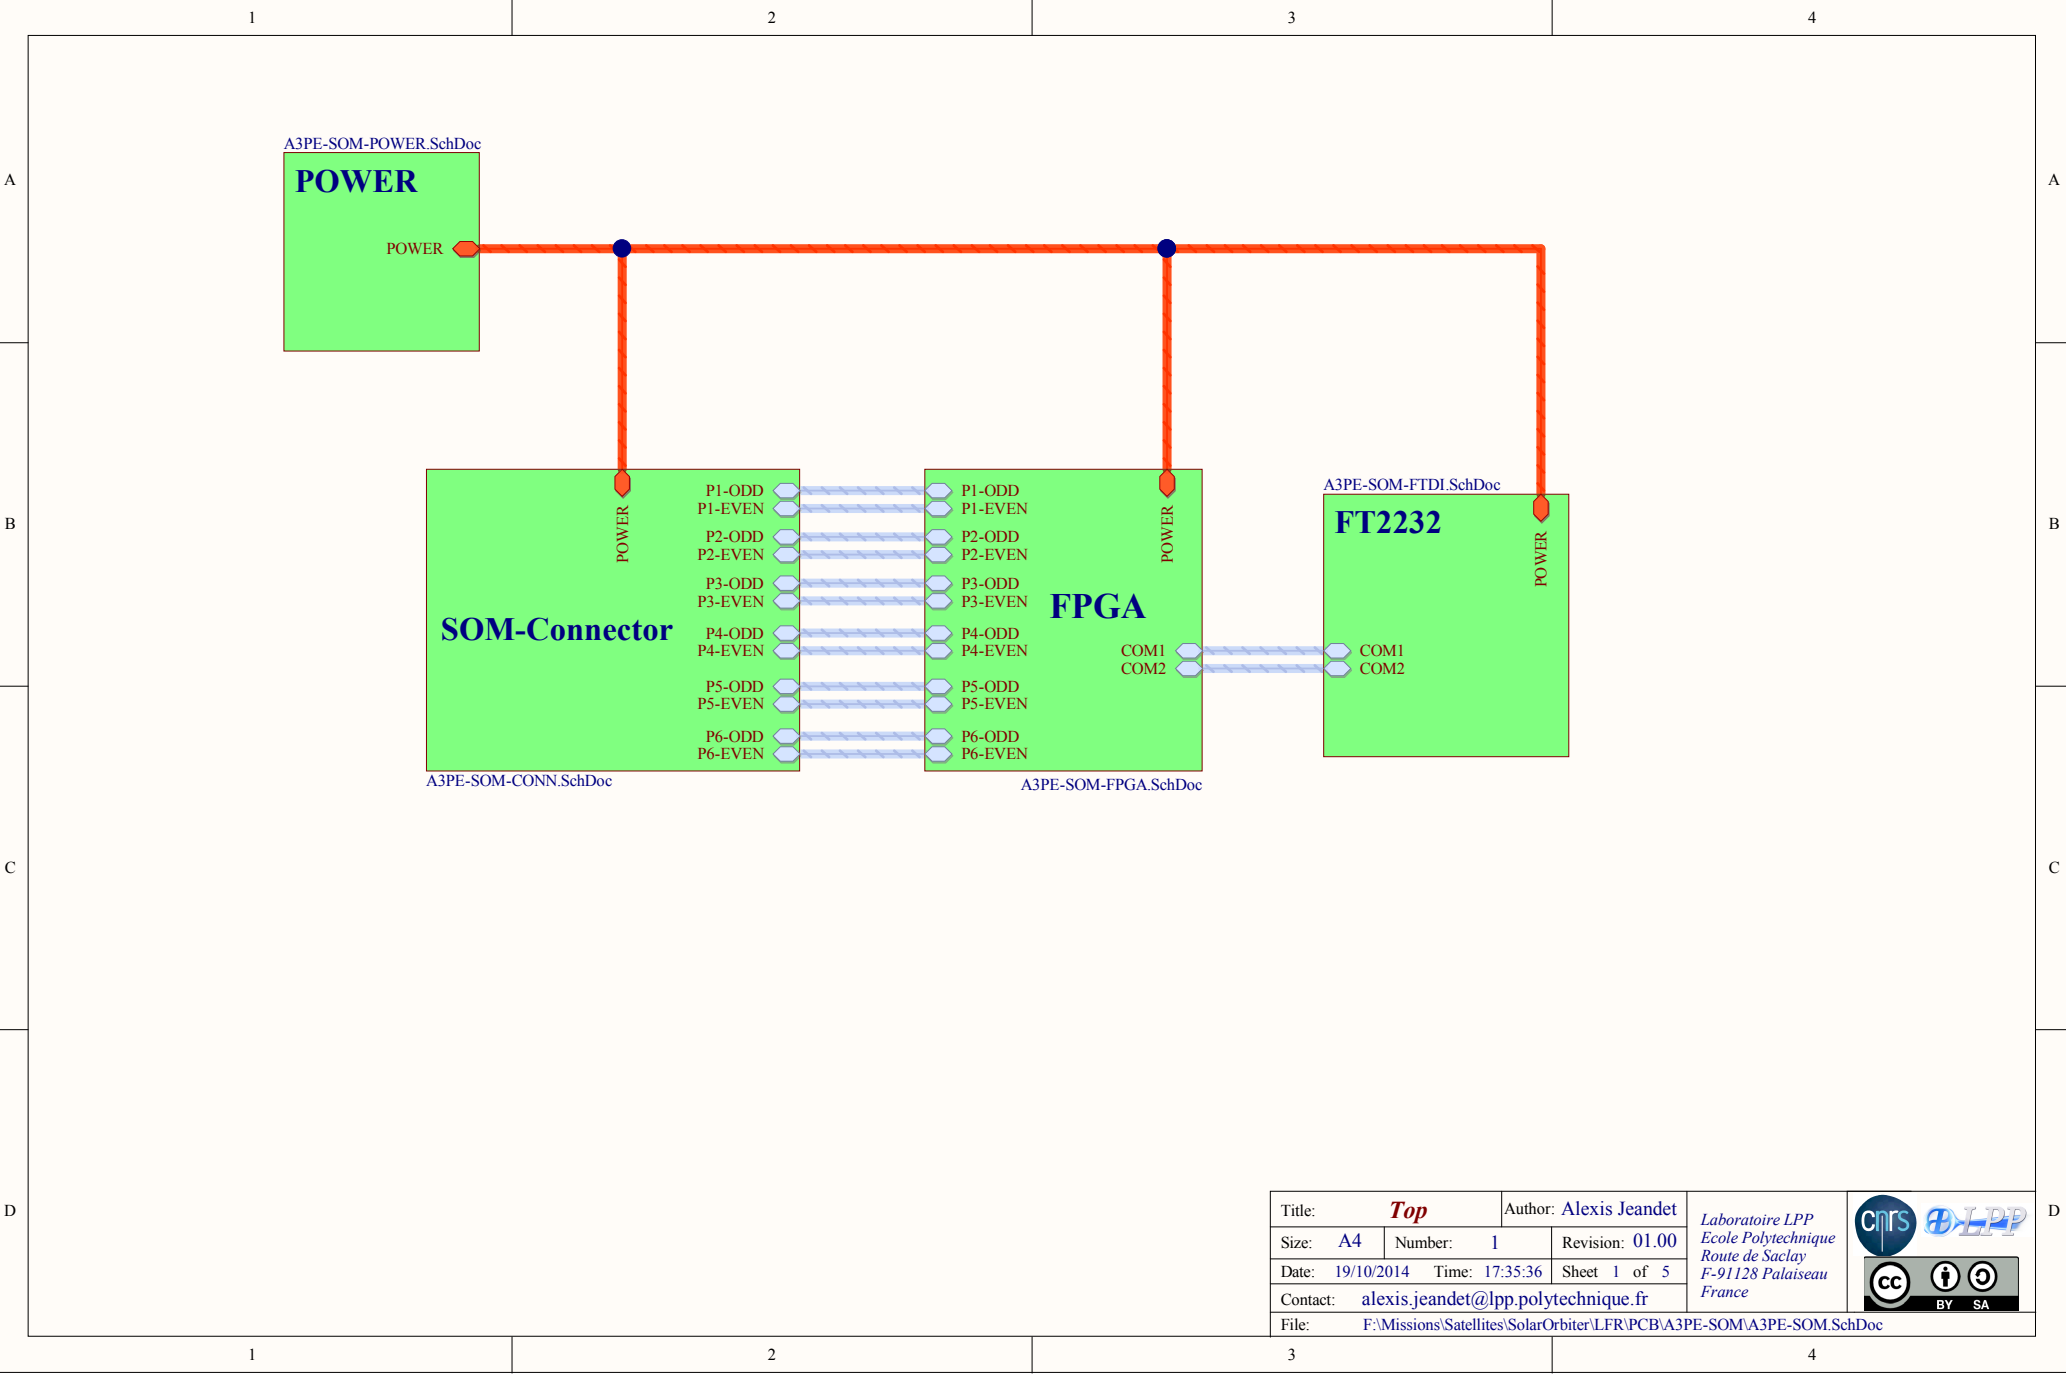 1 2 3 4
A3PE-SOM-POWER.SchDoc
A POWER A
POWER
A3PE-SOM-FTDI.SchDoc
P1-ODD P1-ODD
P1-EVEN P1-EVEN
POWER POWER POWER
B FT2232 B
P2-ODD P2-ODD
P2-EVEN P2-EVEN
P3-ODD P3-ODD
P3-EVEN P3-EVEN
SOM-Connector FPGA
P4-ODD P4-ODD
P4-EVEN P4-EVEN COM1 COM1
COM2 COM2
P5-ODD P5-ODD
P5-EVEN P5-EVEN
P6-ODD P6-ODD
P6-EVEN P6-EVEN
A3PE-SOM-CONN.SchDoc A3PE-SOM-FPGA.SchDoc
C C
D D
Title: Top Author: Alexis Jeandet
Size: A4 Number: 1 Revision: 01.00
Date: 19/10/2014 Time: 17:35:36 Sheet 1 of 5
Contact: alexis.jeandet@lpp.polytechnique.fr
File: F:\Missions\Satellites\SolarOrbiter\LFR\PCB\A3PE-SOM\A3PE-SOM.SchDoc
Laboratoire LPP
Ecole Polytechnique
Route de Saclay
F-91128 Palaiseau
France
cnrs LPP
cc BY SA
1 2 3 4